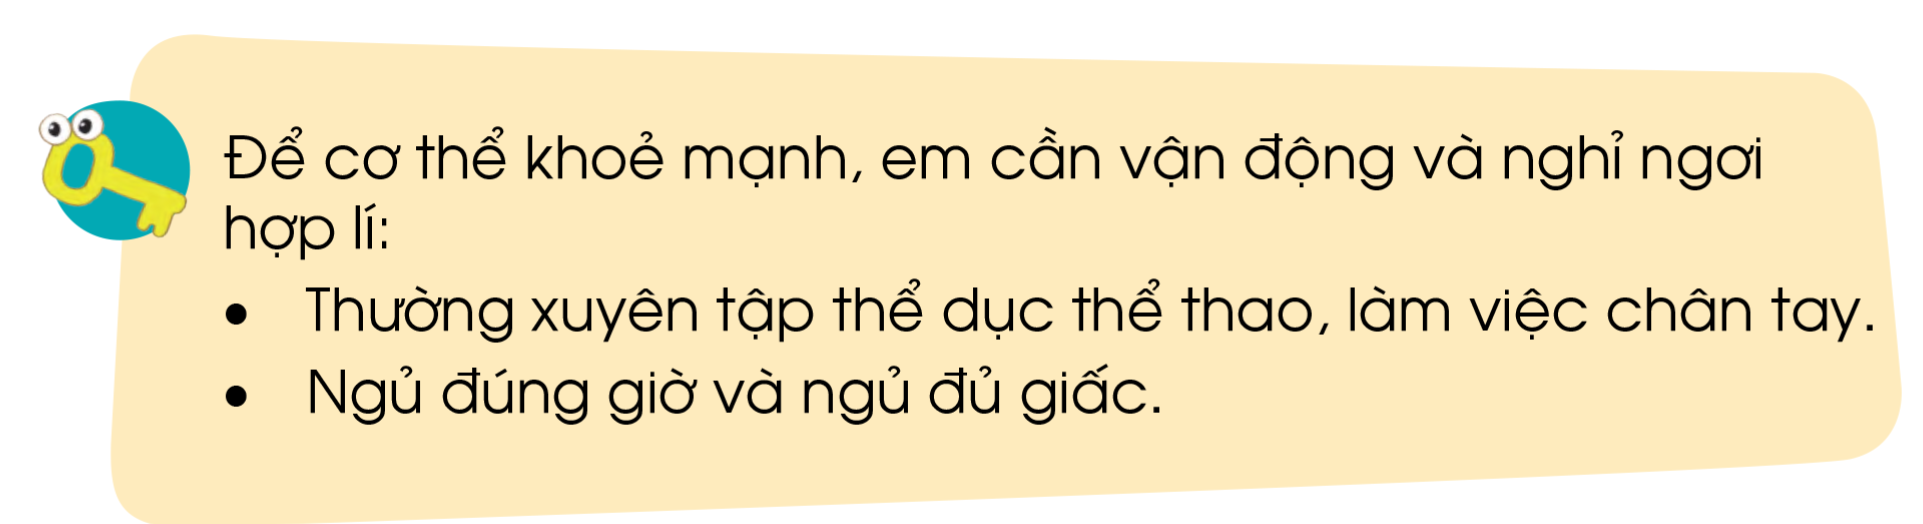 Để cơ thể khoẻ mạnh, em cần vận động và nghỉ ngơi
hợp lí:
• Thường xuyên tập thể dục thể thao, làm việc chân tay.
• Ngủ đúng giờ và ngủ đủ giấc.